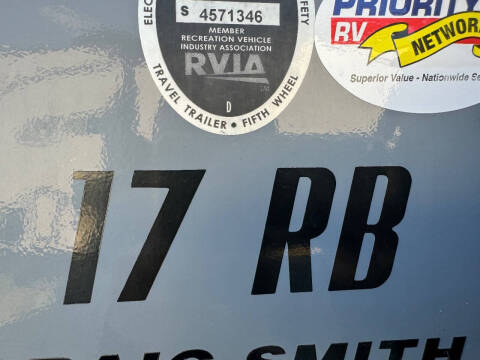 S 4571346
MEMBER
RECREATION VEHICLE
INDUSTRY ASSOCIATION
RVIA
D
TRAVEL TRAILER • FIFTH WHEEL
PRIORITY
RV NETWORK
Superior Value - Nationwide
17 RB
SMITH